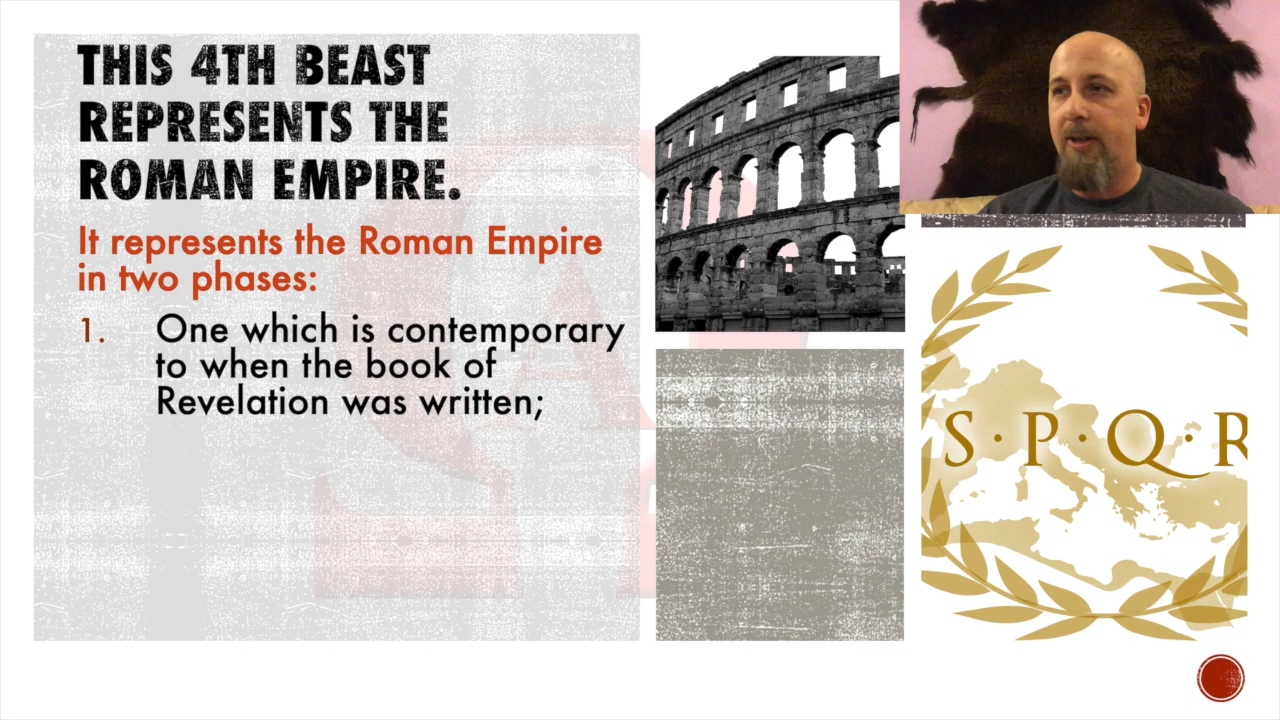 THIS 4TH BEAST
REPRESENTS THE
ROMAN EMPIRE.
It represents the Roman Empire
in two phases:
1. One which is contemporary
to when the book of
Revelation was written;
S·P·Q·R